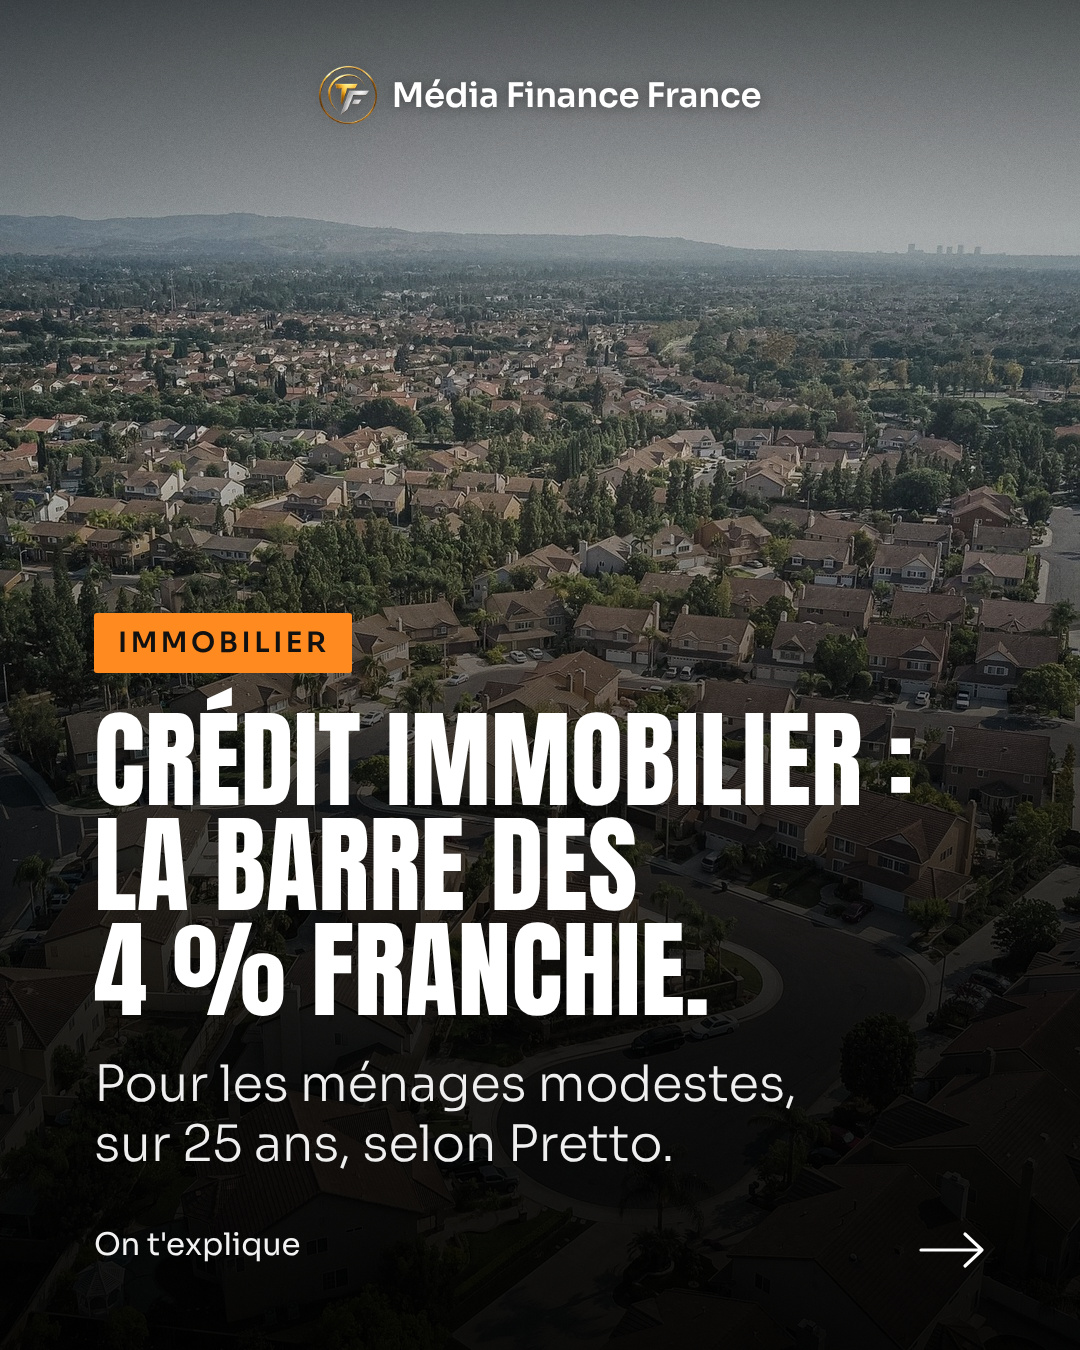 TF
Média Finance France
IMMOBILIER
CRÉDIT IMMOBILIER :
LA BARRE DES
4 % FRANCHIE.
Pour les ménages modestes,
sur 25 ans, selon Pretto.
On t'explique